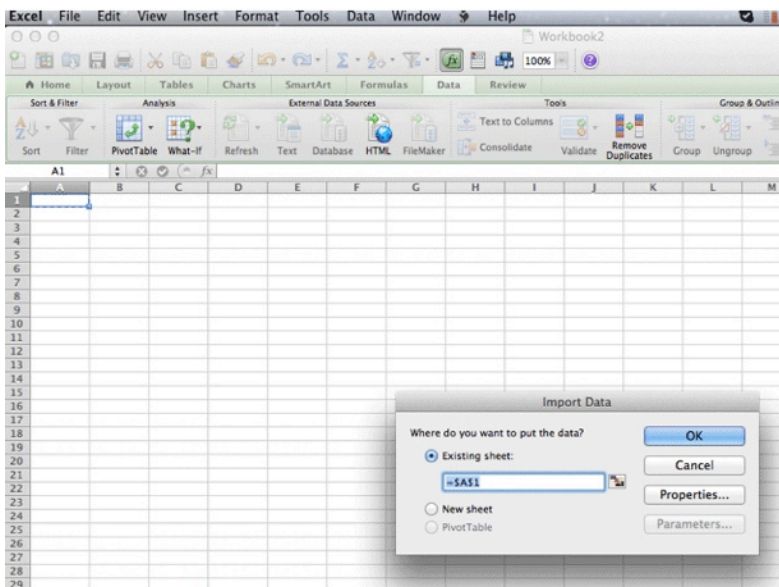 Excel File Edit View Insert Format Tools Data Window Help
Workbook2
fx 100% ?
Home Layout Tables Charts SmartArt Formulas Data Review
Sort & Filter Analysis External Data Sources Tools Group & Outlin
Text to Columns
Consolidate
Sort Filter PivotTable What-If Refresh Text Database HTML FileMaker Validate Remove Duplicates Group Ungroup
A1 fx
A B C D E F G H I J K L M
1
2
3
4
5
6
7
8
9
10
11
12
13
14
15
16
17
18
19
20
21
22
23
24
25
26
27
28
29
Import Data
Where do you want to put the data?
Existing sheet:
=$A$1
New sheet
PivotTable
OK
Cancel
Properties...
Parameters...